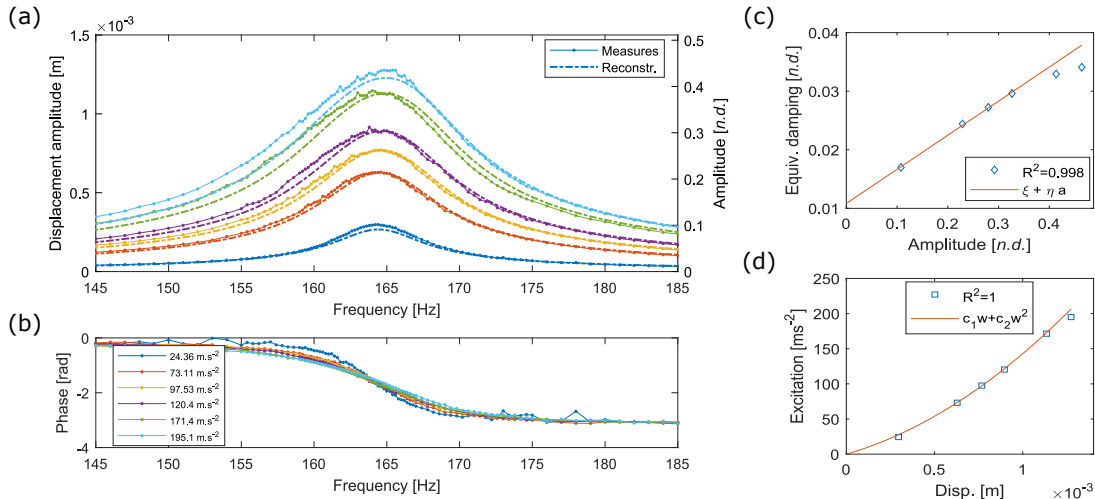 (a)
×10⁻³
1.5
1
0.5
0
Displacement amplitude [m]
0.5
0.4
0.3
0.2
0.1
0
Amplitude [n.d.]
Measures
Reconstr.
145 150 155 160 165 170 175 180 185
Frequency [Hz]
(b)
0
-2
-4
Phase [rad]
24.36 m.s⁻²
73.11 m.s⁻²
97.53 m.s⁻²
120.4 m.s⁻²
171.4 m.s⁻²
195.1 m.s⁻²
145 150 155 160 165 170 175 180 185
Frequency [Hz]
(c)
0.04
0.03
0.02
0.01
Equiv. damping [n.d.]
R²=0.998
ξ + η a
0 0.1 0.2 0.3 0.4
Amplitude [n.d.]
(d)
250
200
150
100
50
0
Excitation [ms⁻²]
R²=1
c₁w+c₂w²
0 0.5 1
Disp. [m]
×10⁻³